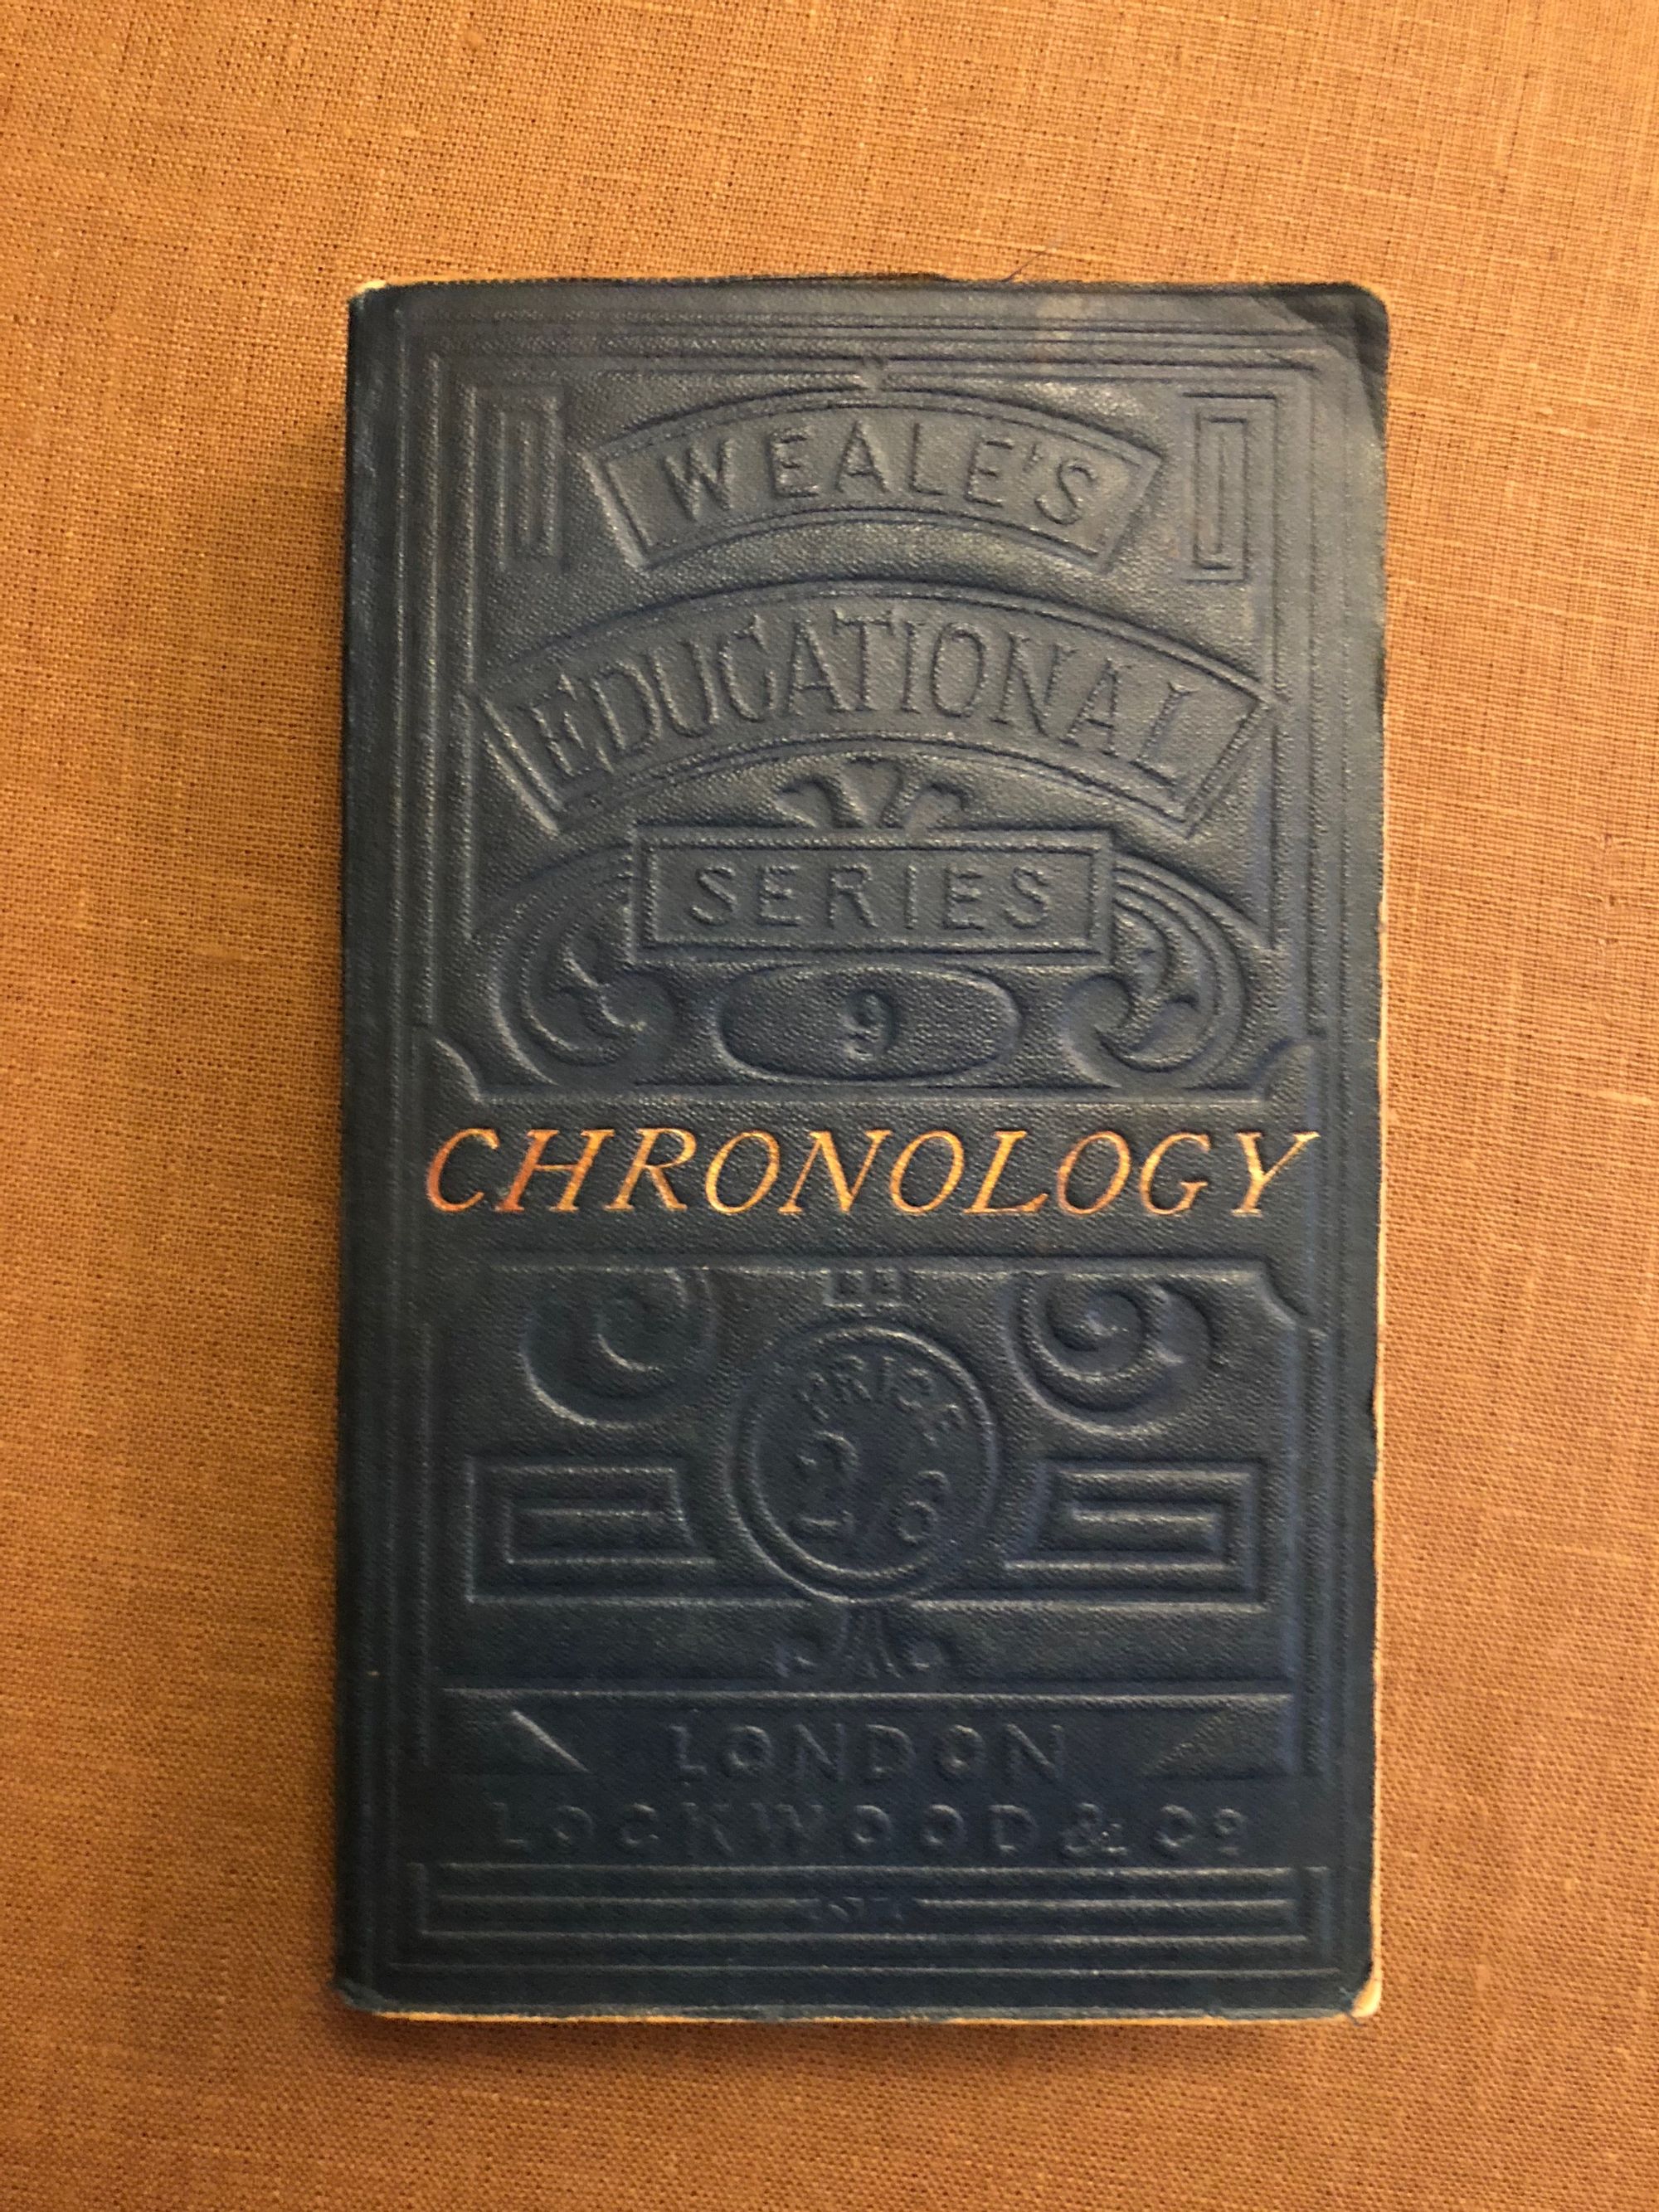 WEALE'S
EDUCATIONAL
SERIES
9
CHRONOLOGY
PRICE
2/6
LONDON
LOCKWOOD & Cº